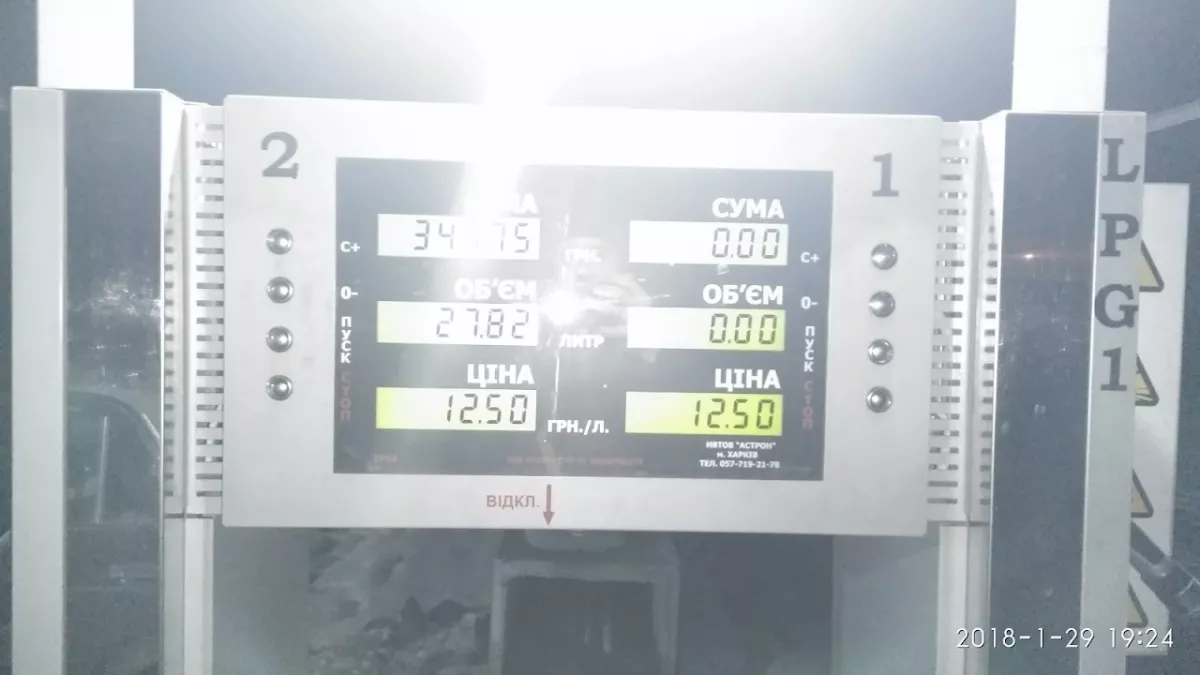 2
1
СУМА
0.00
ГРН.
С+
С+
ОБ'ЄМ
ОБ'ЄМ
27.82
ЛИТР
0.00
0-
0-
ПУСК
ПУСК
СТОП
СТОП
ЦІНА
ЦІНА
12.50
ГРН./Л.
12.50
НВТОВ "АСТРОН"
м. ХАРКІВ
ТЕЛ. 057-719-21-78
ВІДКЛ.
LPG1
2018-1-29 19:24